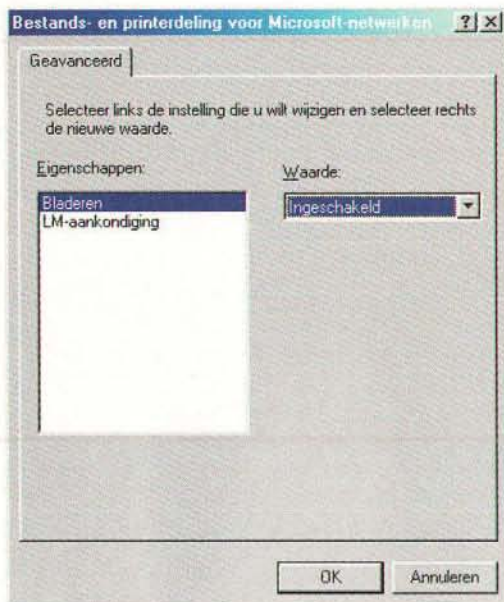 Bestands- en printerdeling voor Microsoft-netwerken
Geavanceerd
Selecteer links de instelling die u wilt wijzigen en selecteer rechts
de nieuwe waarde.
Eigenschappen:
Waarde:
Bladeren
LM-aankondiging
Ingeschakeld
OK
Annuleren